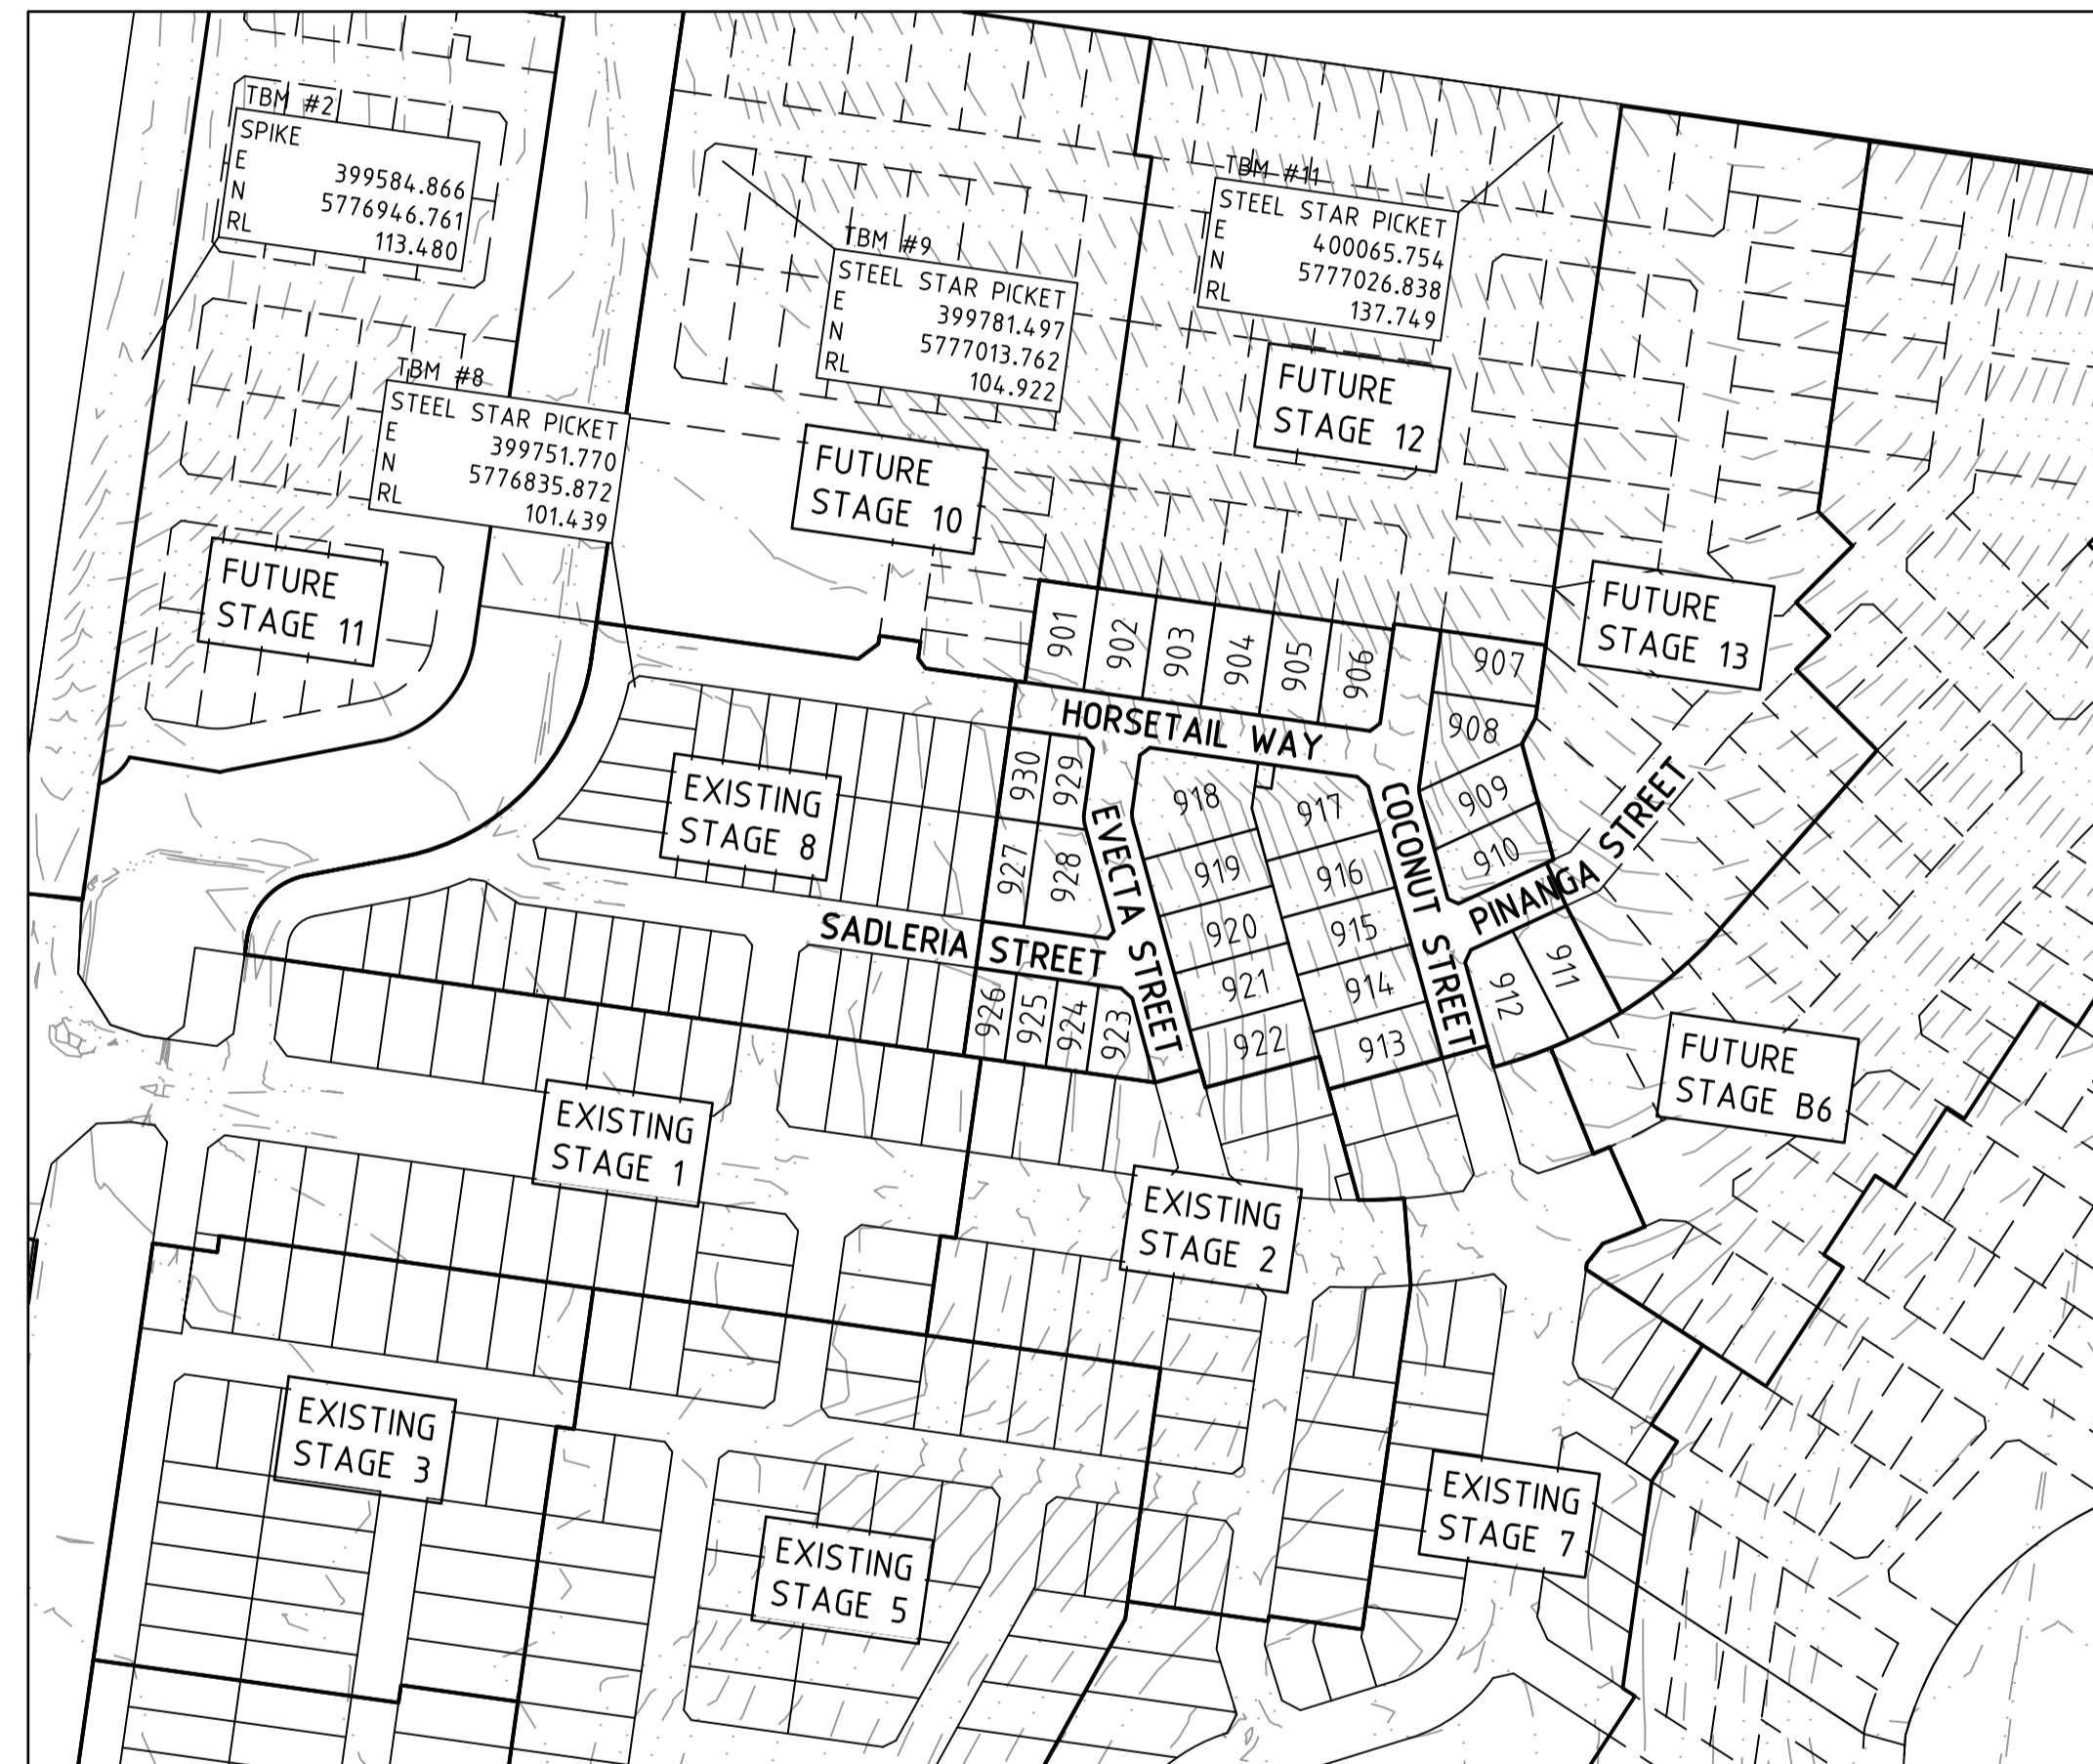 TBM #2
SPIKE
E 399584.866
N 5776946.761
RL 113.480
TBM #9
STEEL STAR PICKET
E 399781.497
N 5777013.762
RL 104.922
TBM #11
STEEL STAR PICKET
E 400065.754
N 5777026.838
RL 137.749
TBM #8
STEEL STAR PICKET
E 399751.770
N 5776835.872
RL 101.439
FUTURE
STAGE 12
FUTURE
STAGE 10
FUTURE
STAGE 11
FUTURE
STAGE 13
901
902
903
904
905
906
907
908
909
910
HORSETAIL WAY
930
929
927
928
EVECTA STREET
918
917
919
916
920
915
921
914
922
913
COCONUT STREET
PINANGA STREET
911
912
SADLERIA STREET
926
925
924
923
EXISTING
STAGE 8
FUTURE
STAGE B6
EXISTING
STAGE 1
EXISTING
STAGE 2
EXISTING
STAGE 3
EXISTING
STAGE 5
EXISTING
STAGE 7